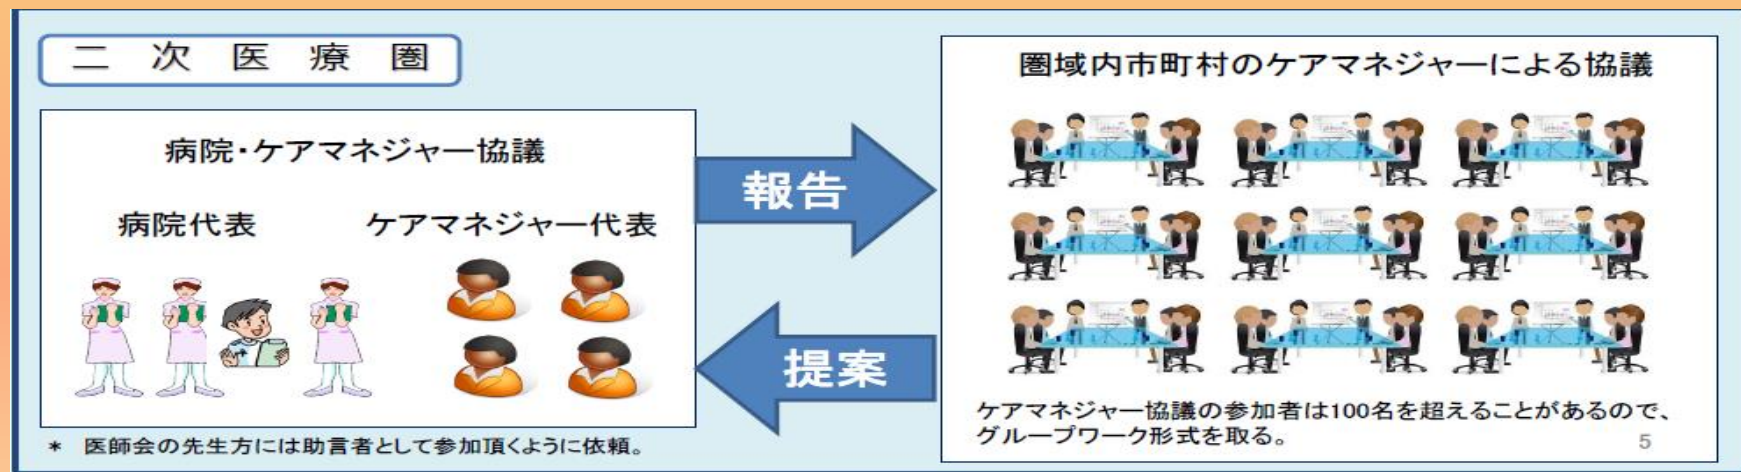 二次医療圏
病院・ケアマネジャー協議
病院代表
ケアマネジャー代表
* 医師会の先生方には助言者として参加頂くように依頼。
報告
提案
圏域内市町村のケアマネジャーによる協議
ケアマネジャー協議の参加者は100名を超えることがあるので、
グループワーク形式を取る。
5